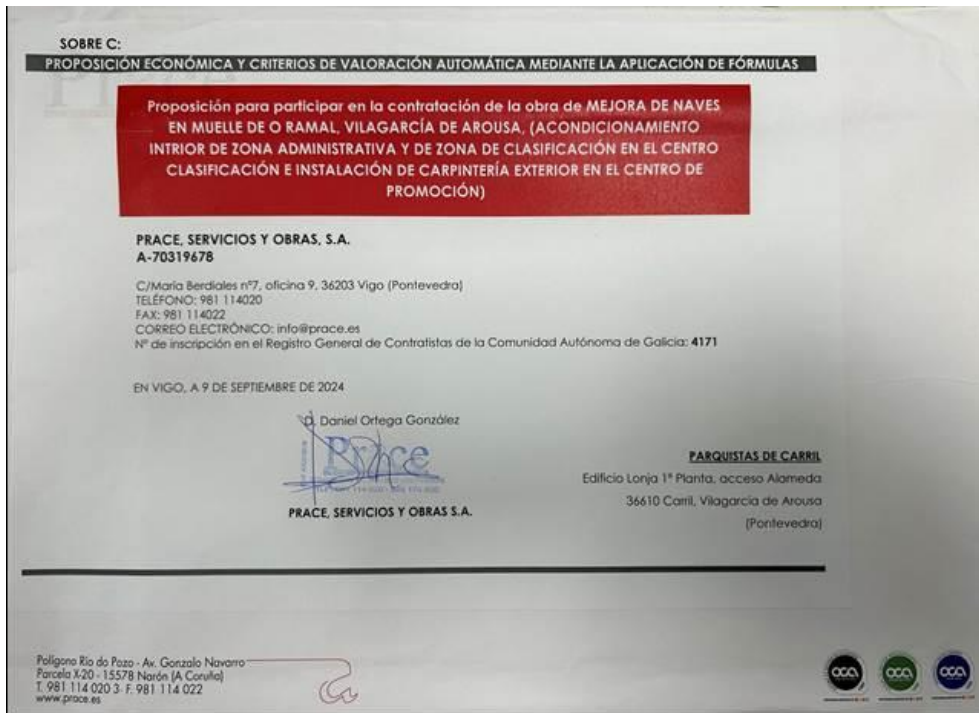 SOBRE C:
PROPOSICIÓN ECONÓMICA Y CRITERIOS DE VALORACIÓN AUTOMÁTICA MEDIANTE LA APLICACIÓN DE FÓRMULAS
Proposición para participar en la contratación de la obra de MEJORA DE NAVES
EN MUELLE DE O RAMAL, VILAGARCÍA DE AROUSA, (ACONDICIONAMIENTO
INTRIOR DE ZONA ADMINISTRATIVA Y DE ZONA DE CLASIFICACIÓN EN EL CENTRO
CLASIFICACIÓN E INSTALACIÓN DE CARPINTERÍA EXTERIOR EN EL CENTRO DE
PROMOCIÓN)
PRACE, SERVICIOS Y OBRAS, S.A.
A-70319678
C/María Berdiales nº7, oficina 9, 36203 Vigo (Pontevedra)
TELÉFONO: 981 114020
FAX: 981 114022
CORREO ELECTRÓNICO: info@prace.es
Nº de inscripción en el Registro General de Contratistas de la Comunidad Autónoma de Galicia: 4171
EN VIGO, A 9 DE SEPTIEMBRE DE 2024
D. Daniel Ortega González
Prace
PRACE, SERVICIOS Y OBRAS S.A.
PARQUISTAS DE CARRIL
Edificio Lonja 1ª Planta, acceso Alameda
36610 Carril, Vilagarcia de Arousa
(Pontevedra)
Polígono Río do Pozo - Av. Gonzalo Navarro
Parcela X-20 - 15578 Narón (A Coruña)
T. 981 114 020 3- F. 981 114 022
www.prace.es
oca
oca
oca